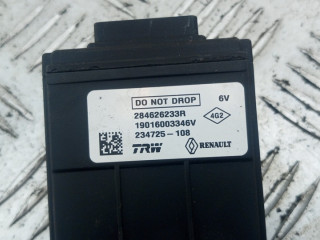 DO NOT DROP 6V
284626233R
4G2
19016003346V
234725-108
TRW RENAULT